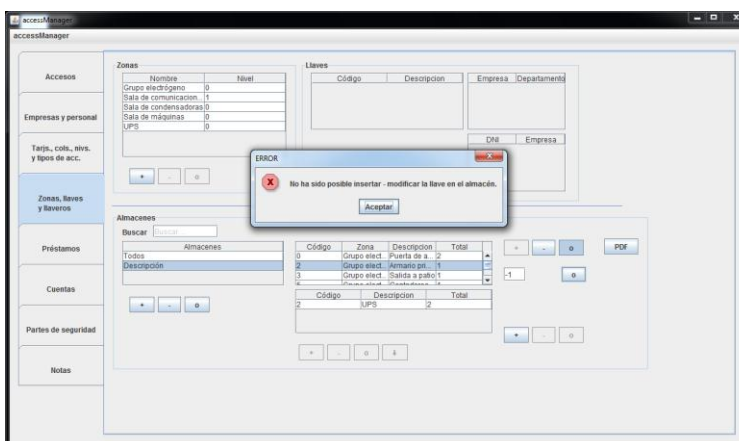 accessManager
accessManager
Accesos
Empresas y personal
Tarjs., cots., nivs.
y tipos de acc.
Zonas, llaves
y llaveros
Préstamos
Cuentas
Partes de seguridad
Notas
Zonas
Nombre Nivel
Grupo electrógeno 0
Sala de comunicacion... 1
Sala de condensadoras 0
Sala de máquinas 0
UPS 0
+ - o
Llaves
Código Descripcion
Empresa Departamento
DNI Empresa
ERROR
No ha sido posible insertar - modificar la llave en el almacén.
Aceptar
Almacenes
Buscar Buscar...
Almacenes
Todos
Descripción
+ - o
Código Zona Descripcion Total
0 Grupo elect... Puerta de a... 2
2 Grupo elect... Armario pri... 1
3 Grupo elect... Salida a patio 1
Código Descripcion Total
2 UPS 2
+ - o
+ - o PDF
-1 o
+ - o